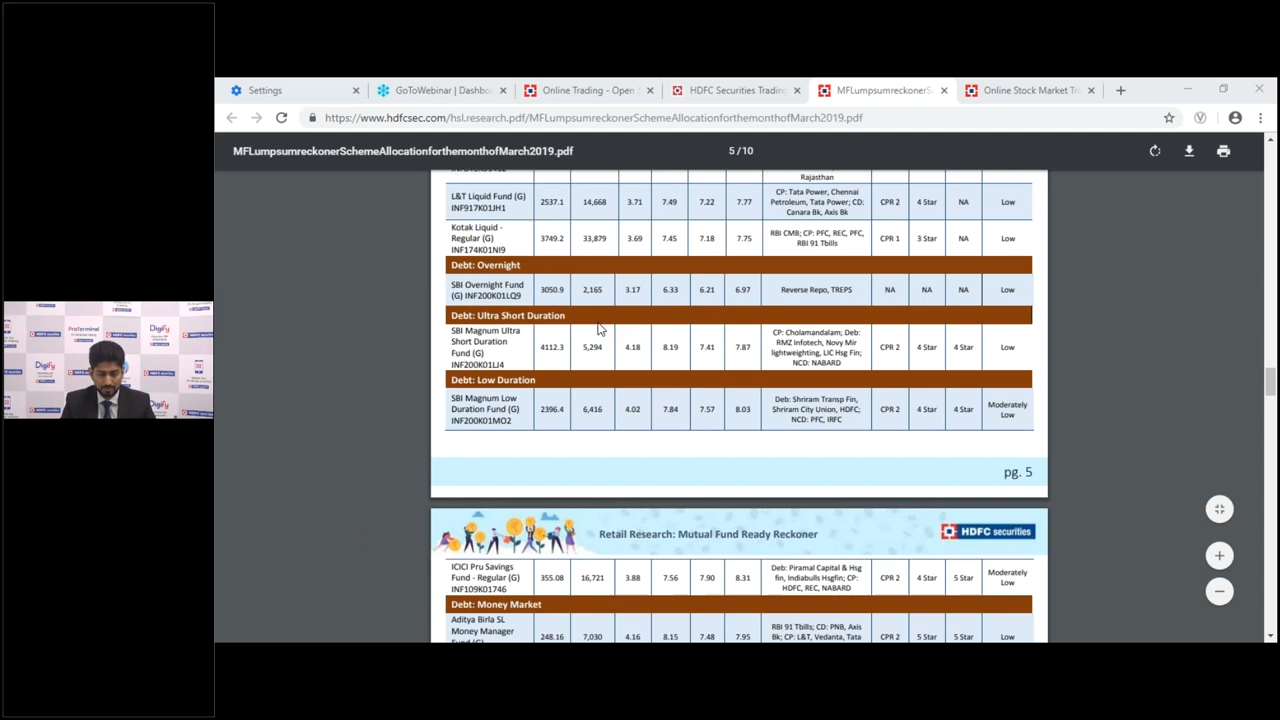 Settings
GoToWebinar | Dashbo
Online Trading - Open
HDFC Securities Trading
MFLumpsumreckonerS
Online Stock Market Tra
https://www.hdfcsec.com/hsl.research.pdf/MFLumpsumreckonerSchemeAllocationforthemonthofMarch2019.pdf
MFLumpsumreckonerSchemeAllocationforthemonthofMarch2019.pdf
5 / 10
Rajasthan
L&T Liquid Fund (G)
INF917K01JH1
2537.1 14,668 3.71 7.49 7.22 7.77
CP: Tata Power, Chennai
Petroleum, Tata Power; CD:
Canara Bk, Axis Bk
CPR 2 4 Star NA Low
Kotak Liquid -
Regular (G)
INF174K01NI9
3749.2 33,879 3.69 7.45 7.18 7.75
RBI CMB; CP: PFC, REC, PFC,
RBI 91 Tbills
CPR 1 3 Star NA Low
Debt: Overnight
SBI Overnight Fund
(G) INF200K01LQ9
3050.9 2,165 3.17 6.33 6.21 6.97
Reverse Repo, TREPS
NA NA NA Low
Debt: Ultra Short Duration
SBI Magnum Ultra
Short Duration
Fund (G)
INF200K01LJ4
4112.3 5,294 4.18 8.19 7.41 7.87
CP: Cholamandalam; Deb:
RMZ Infotech, Novy Mir
lightweighting, LIC Hsg Fin;
NCD: NABARD
CPR 2 4 Star 4 Star Low
Debt: Low Duration
SBI Magnum Low
Duration Fund (G)
INF200K01MO2
2396.4 6,416 4.02 7.84 7.57 8.03
Deb: Shriram Transp Fin,
Shriram City Union, HDFC;
NCD: PFC, IRFC
CPR 2 4 Star 4 Star
Moderately
Low
pg. 5
Retail Research: Mutual Fund Ready Reckoner
HDFC securities
ICICI Pru Savings
Fund - Regular (G)
INF109K01746
355.08 16,721 3.88 7.56 7.90 8.31
Deb: Piramal Capital & Hsg
fin, Indiabulls Hsgfin; CP:
HDFC, REC, NABARD
CPR 2 4 Star 5 Star
Moderately
Low
Debt: Money Market
Aditya Birla SL
Money Manager
248.16 7,030 4.16 8.15 7.48 7.95
RBI 91 Tbills; CD: PNB, Axis
Bk; CP: L&T, Vedanta, Tata
CPR 2 5 Star 5 Star Low
ProTerminal
Digify
Digify